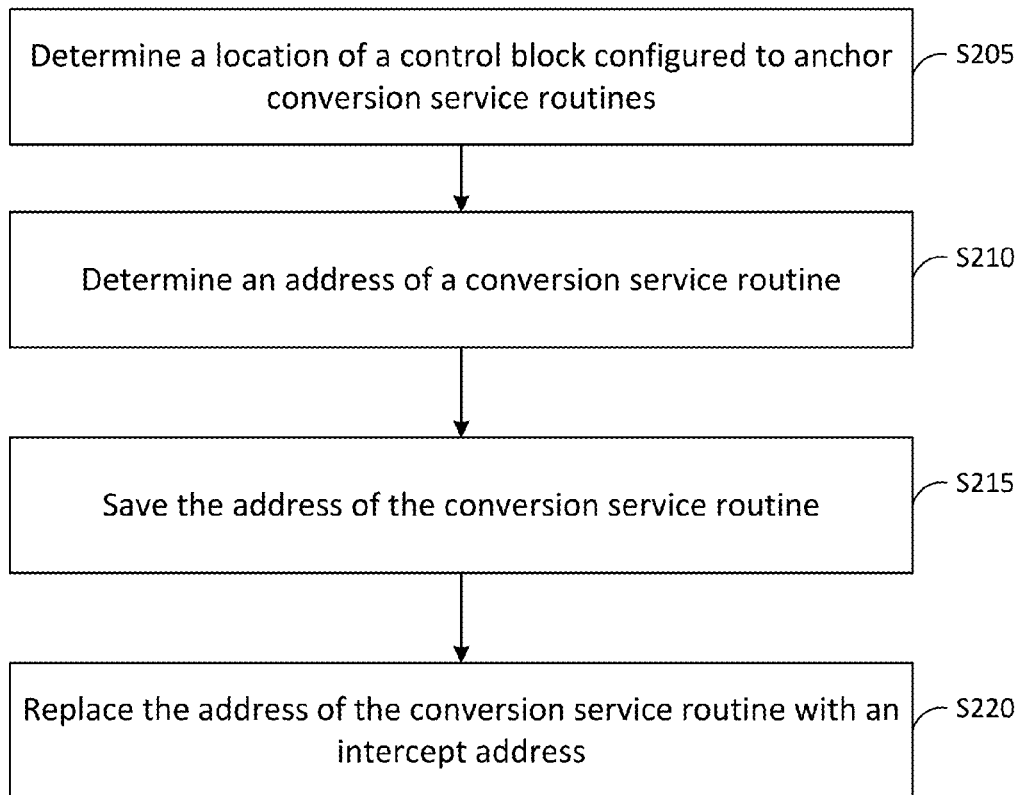 Determine a location of a control block configured to anchor
conversion service routines
S205
Determine an address of a conversion service routine
S210
Save the address of the conversion service routine
S215
Replace the address of the conversion service routine with an
intercept address
S220